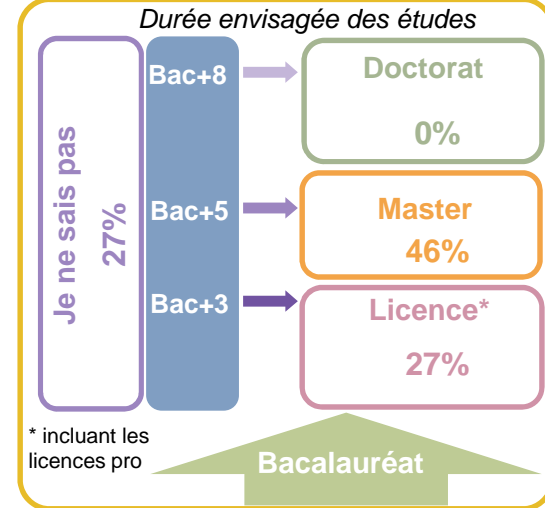 Durée envisagée des études
Je ne sais pas
27%
Bac+8
Doctorat
0%
Bac+5
Master
46%
Bac+3
Licence*
27%
* incluant les
licences pro
Bacalauréat